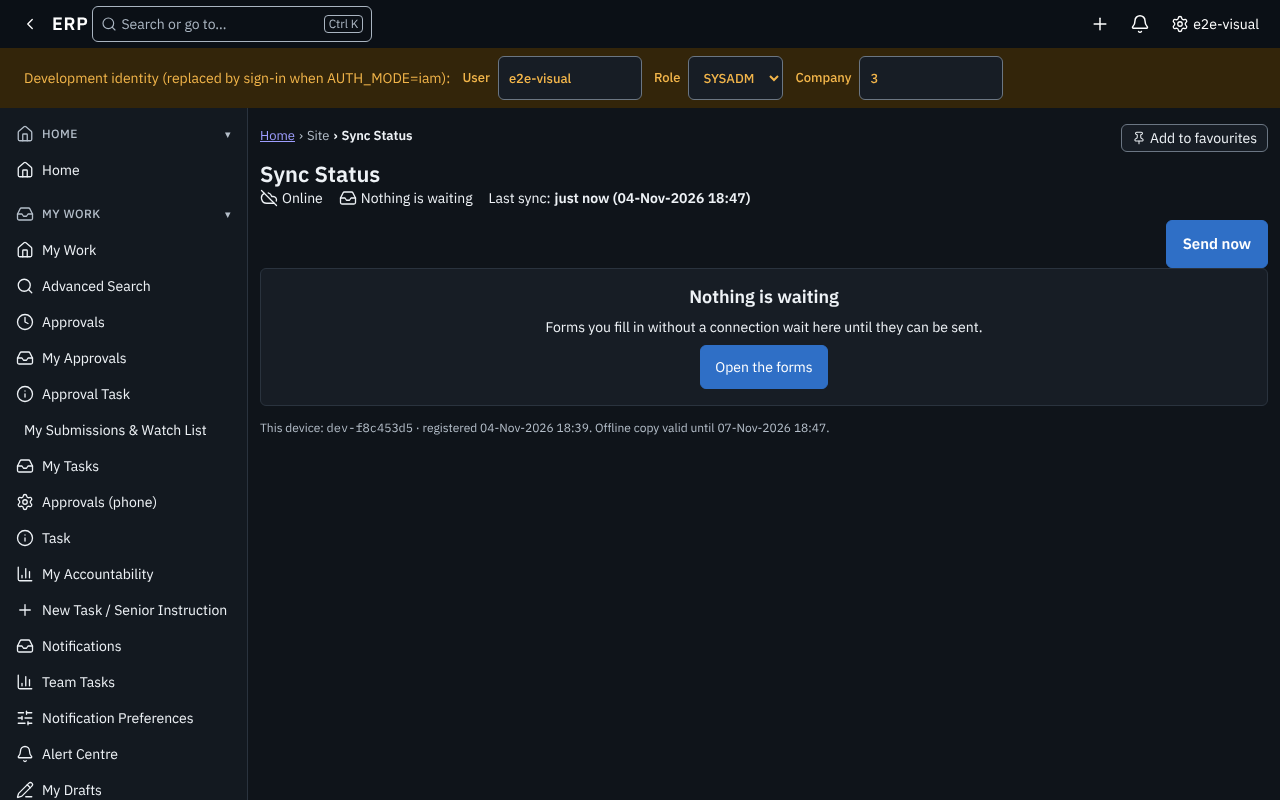 ERP
Search or go to...
Ctrl K
e2e-visual
Development identity (replaced by sign-in when AUTH_MODE=iam):
User
e2e-visual
Role
SYSADM
Company
3
HOME
Home
MY WORK
My Work
Advanced Search
Approvals
My Approvals
Approval Task
My Submissions & Watch List
My Tasks
Approvals (phone)
Task
My Accountability
New Task / Senior Instruction
Notifications
Team Tasks
Notification Preferences
Alert Centre
My Drafts
Home › Site › Sync Status
Add to favourites
Sync Status
Online
Nothing is waiting
Last sync: just now (04-Nov-2026 18:47)
Send now
Nothing is waiting
Forms you fill in without a connection wait here until they can be sent.
Open the forms
This device: dev-f8c453d5 · registered 04-Nov-2026 18:39. Offline copy valid until 07-Nov-2026 18:47.